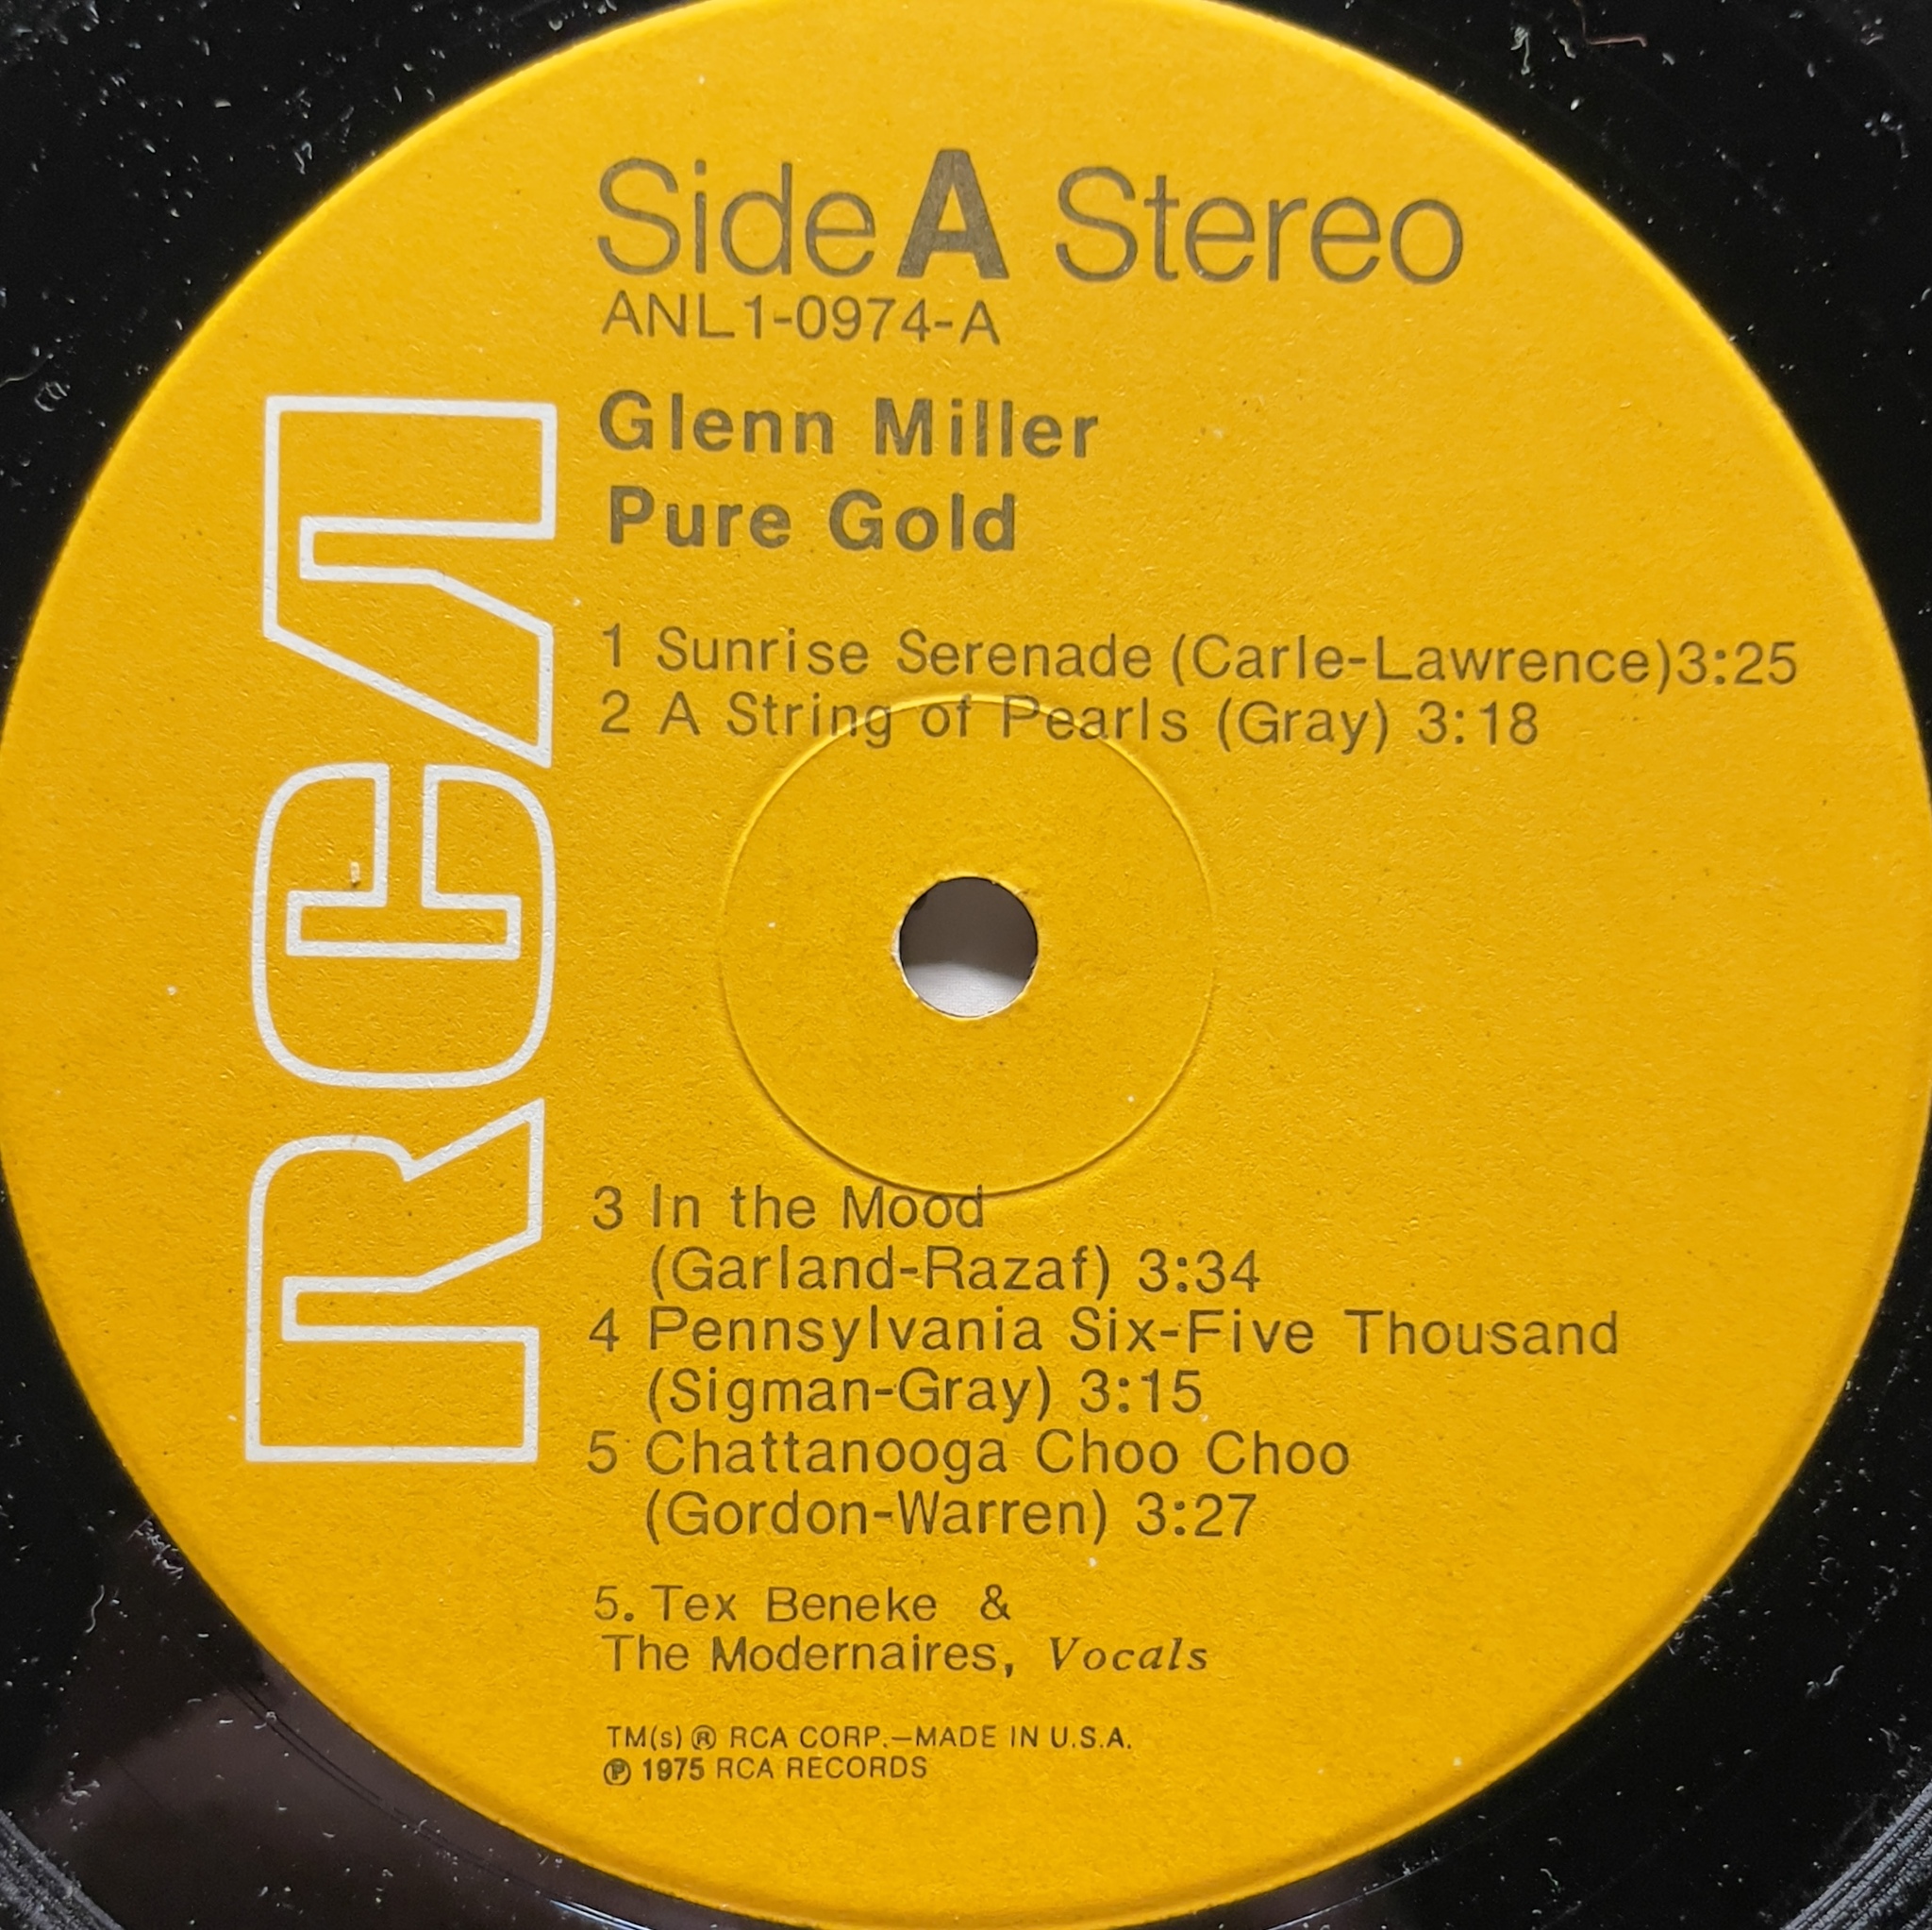 Side A Stereo
ANL1-0974-A
Glenn Miller
Pure Gold
RCA
1 Sunrise Serenade (Carle-Lawrence)3:25
2 A String of Pearls (Gray) 3:18
3 In the Mood
(Garland-Razaf) 3:34
4 Pennsylvania Six-Five Thousand
(Sigman-Gray) 3:15
5 Chattanooga Choo Choo
(Gordon-Warren) 3:27
5. Tex Beneke &
The Modernaires, Vocals
TM(s) ® RCA CORP.—MADE IN U.S.A.
℗ 1975 RCA RECORDS